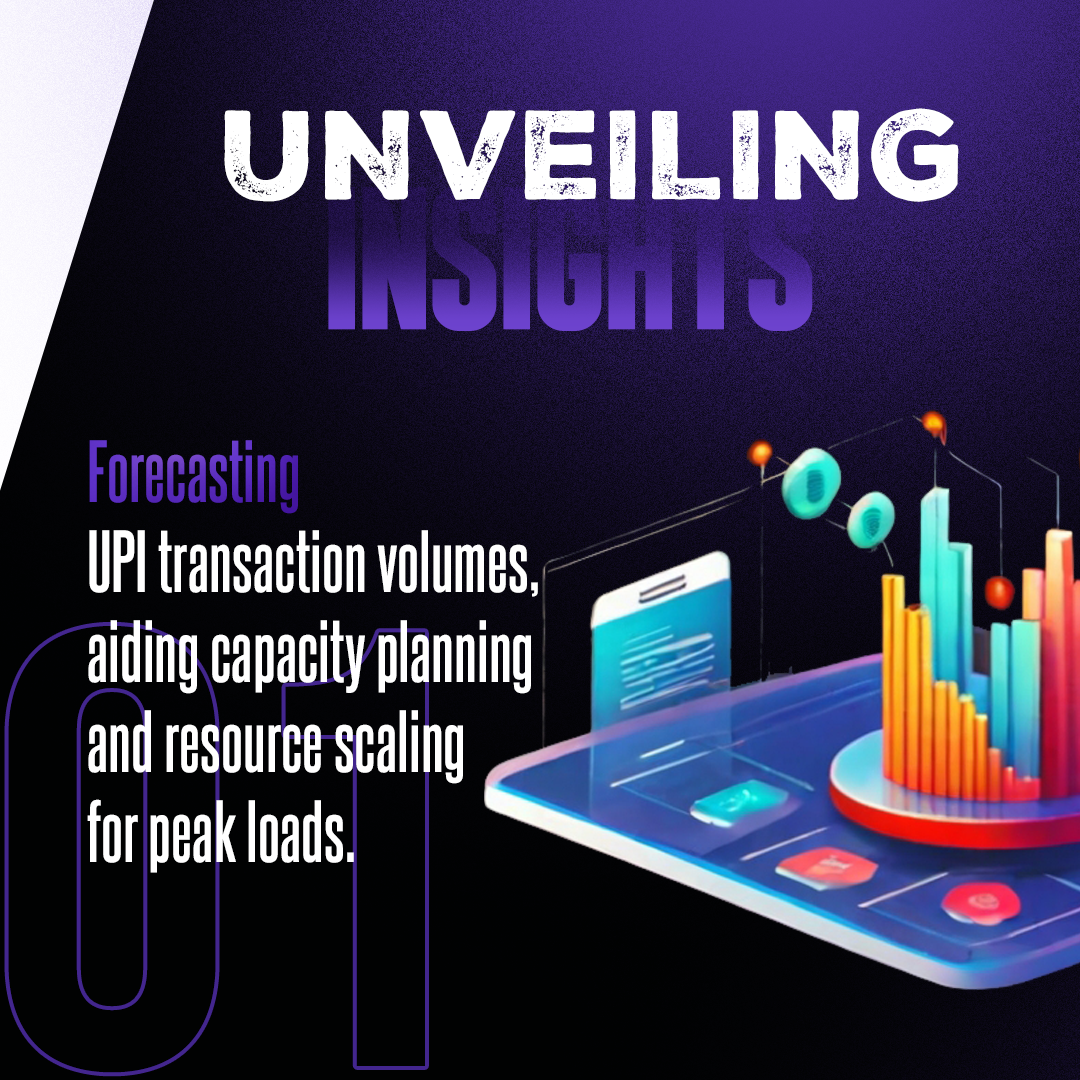 UNVEILING
INSIGHTS
Forecasting
UPI transaction volumes,
aiding capacity planning
and resource scaling
for peak loads.
01